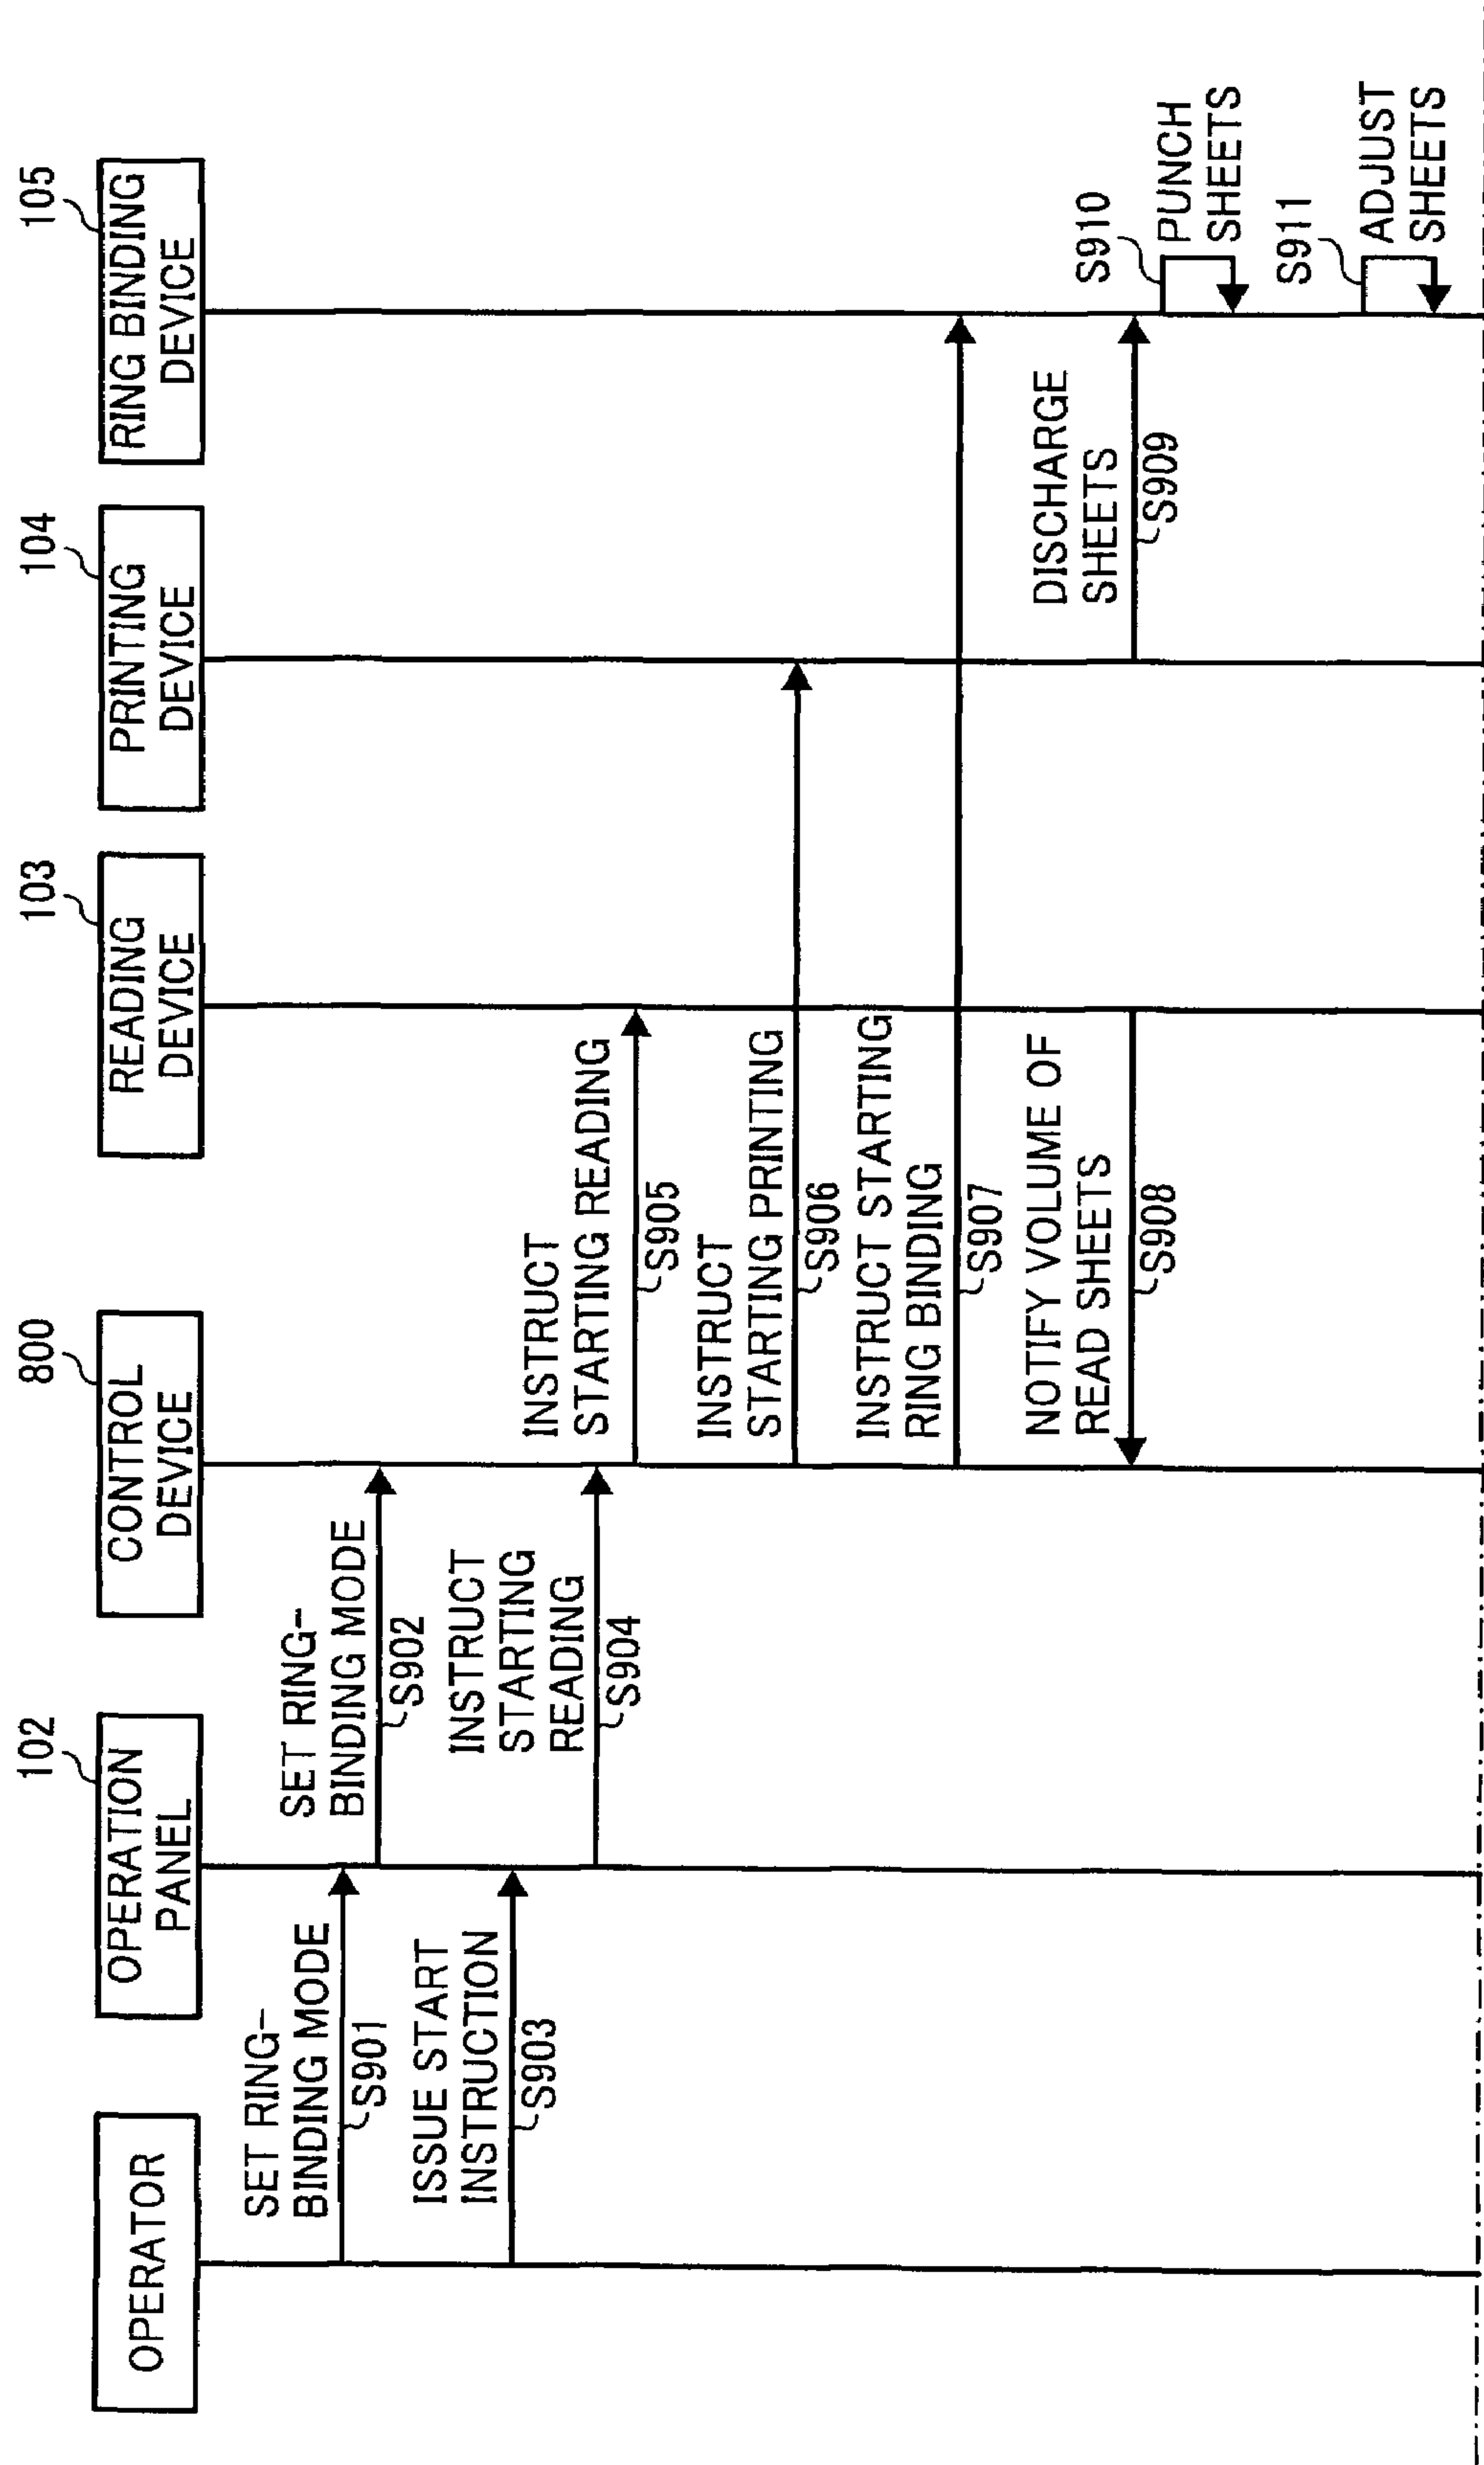 OPERATOR
102
OPERATION
PANEL
800
CONTROL
DEVICE
103
READING
DEVICE
104
PRINTING
DEVICE
105
RING BINDING
DEVICE
SET RING-
BINDING MODE
S901
SET RING-
BINDING MODE
S902
ISSUE START
INSTRUCTION
S903
INSTRUCT
STARTING
READING
S904
INSTRUCT
STARTING READING
S905
INSTRUCT
STARTING PRINTING
S906
INSTRUCT STARTING
RING BINDING
S907
NOTIFY VOLUME OF
READ SHEETS
S908
DISCHARGE
SHEETS
S909
S910
PUNCH
SHEETS
S911
ADJUST
SHEETS